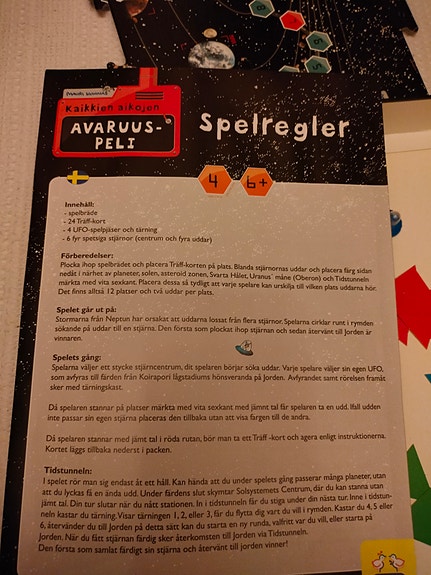 Kaikkien aikojen
AVARUUS-
PELI
Spelregler
4
6+
Innehåll:
- spelbräde
- 24 Träff-kort
- 4 UFO-spelpjäser och tärning
- 6 fyr spetsiga stjärnor (centrum och fyra uddar)
Förberedelser:
Plocka ihop spelbrädet och placera Träff-korten på plats. Blanda stjärnornas uddar och placera färg sidan
nedåt i närhet av planeter, solen, asteroid zonen, Svarta Hålet, Uranus´ måne (Oberon) och Tidstunneln
märkta med vita sexkant. Placera dessa så tydligt att varje spelare kan urskilja till vilken plats uddarna hör.
Det finns alltså 12 platser och två uddar per plats.
Spelet går ut på:
Stormarna från Neptun har orsakat att uddarna lossat från flera stjärnor. Spelarna cirklar runt i rymden
sökande på uddar till en stjärna. Den första som plockat ihop stjärnan och sedan återvänt till Jorden är
vinnaren.
Spelets gång:
Spelarna väljer ett stycke stjärncentrum, dit spelaren börjar söka uddar. Varje spelare väljer sin egen UFO,
som avfyras till färden från Koirapori lågstadiums hönsveranda på Jorden. Avfyrandet samt rörelsen framåt
sker med tärningskast.
Då spelaren stannar på platser märkta med vita sexkant med jämnt tal får spelaren ta en udd. Ifall udden
inte passar sin egen stjärna placeras den tillbaka utan att visa färgen till de andra.
Då spelaren stannar med jämt tal i röda rutan, bör man ta ett Träff -kort och agera enligt instruktionerna.
Kortet läggs tillbaka nederst i packen.
Tidstunneln:
I spelet rör man sig endast åt ett håll. Kan hända att du under spelets gång passerar många planeter, utan
att du lyckas få en ända udd. Under färdens slut skymtar Solsystemets Centrum, där du kan stanna utan
jämt tal. Din tur slutar när du nått stationen. In i tidstunneln får du stiga under din nästa tur. Inne i tidstun-
neln kastar du tärning. Visar tärningen 1, 2, eller 3, får du flytta dig vart du vill i rymden. Kastar du 4, 5 eller
6, återvänder du till Jorden på detta sätt kan du starta en ny runda, valfritt var du vill, eller starta på
Jorden. När du fått stjärnan färdig sker återkomsten till Jorden via Tidstunneln.
Den första som samlat färdigt sin stjärna och återvänt till jorden vinner!